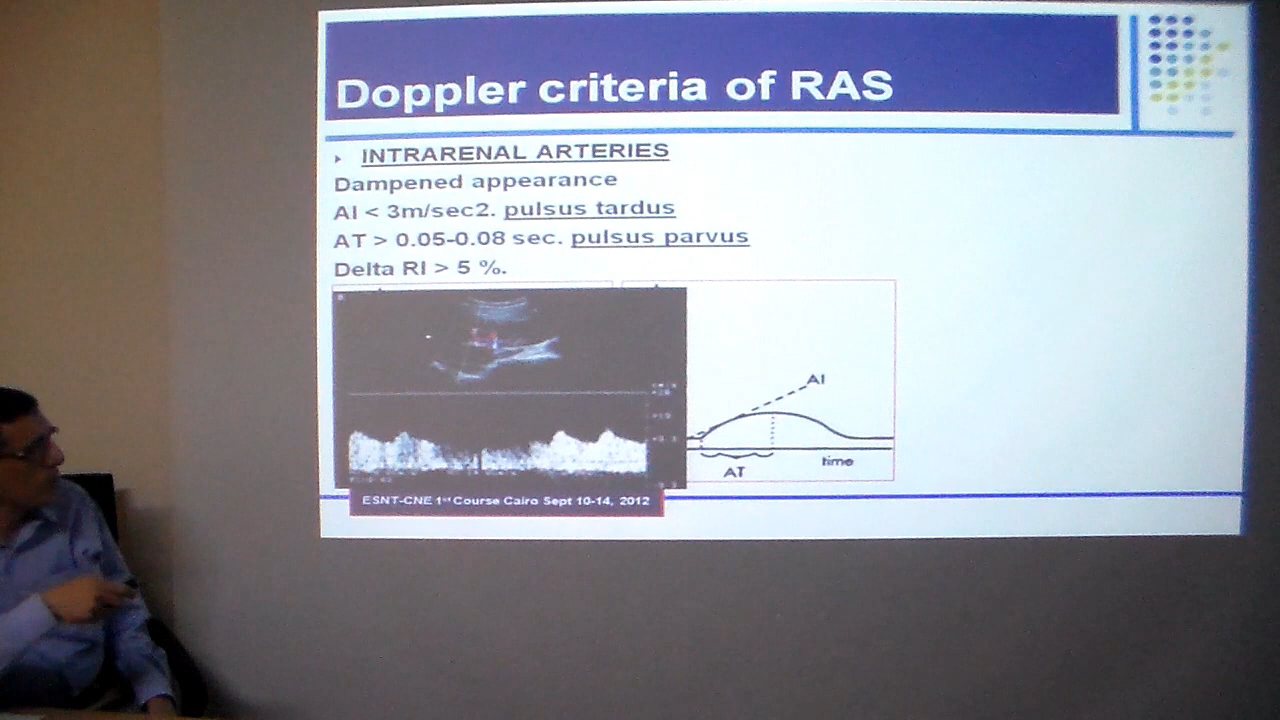 Doppler criteria of RAS
INTRARENAL ARTERIES
Dampened appearance
AI < 3m/sec2. pulsus tardus
AT > 0.05-0.08 sec. pulsus parvus
Delta RI > 5 %.
AI
AT
time
ESNT-CNE 1st Course Cairo Sept 10-14, 2012